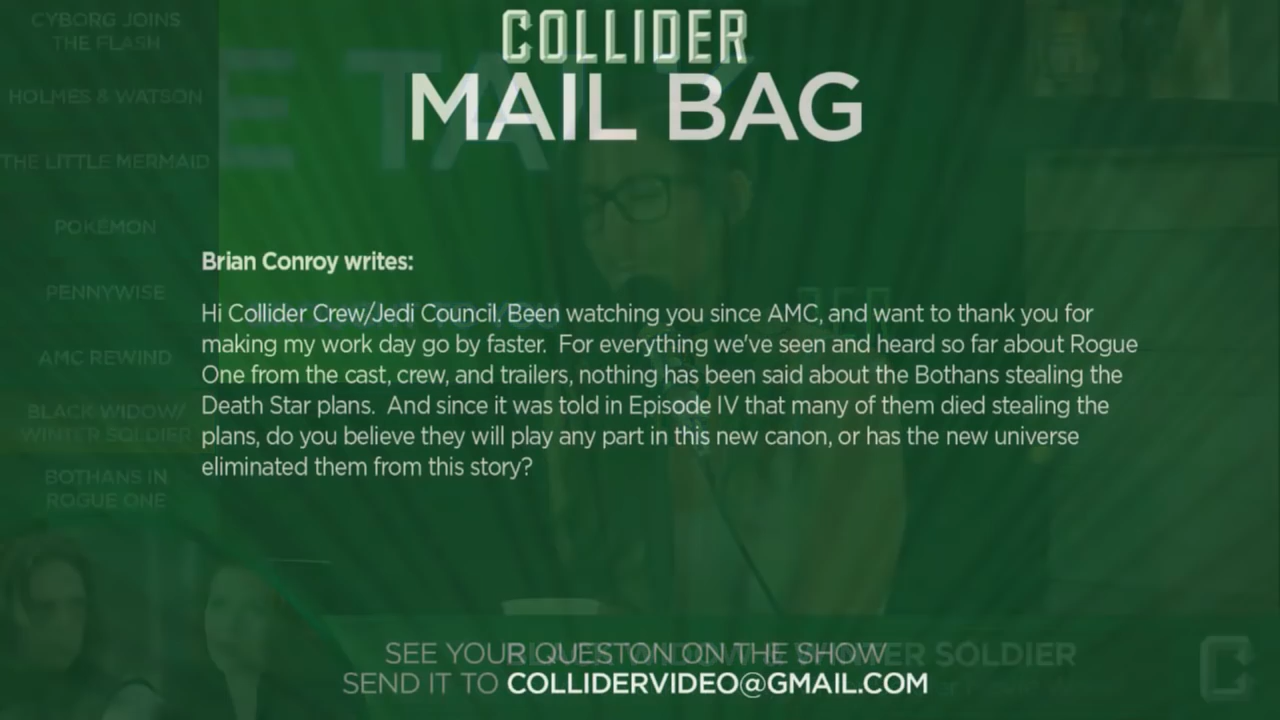 COLLIDER
MAIL BAG
CYBORG JOINS
THE FLASH
HOLMES & WATSON
THE LITTLE MERMAID
POKEMON
PENNYWISE
AMC REWIND
BLACK WIDOW/
WINTER SOLDIER
BOTHANS IN
ROGUE ONE
E TA
Brian Conroy writes:
Hi Collider Crew/Jedi Council. Been watching you since AMC, and want to thank you for
making my work day go by faster. For everything we've seen and heard so far about Rogue
One from the cast, crew, and trailers, nothing has been said about the Bothans stealing the
Death Star plans. And since it was told in Episode IV that many of them died stealing the
plans, do you believe they will play any part in this new canon, or has the new universe
eliminated them from this story?
SEE YOUR QUESTON ON THE SHOW
SEND IT TO COLLIDERVIDEO@GMAIL.COM
BLACK WIDOW & WINTER SOLDIER